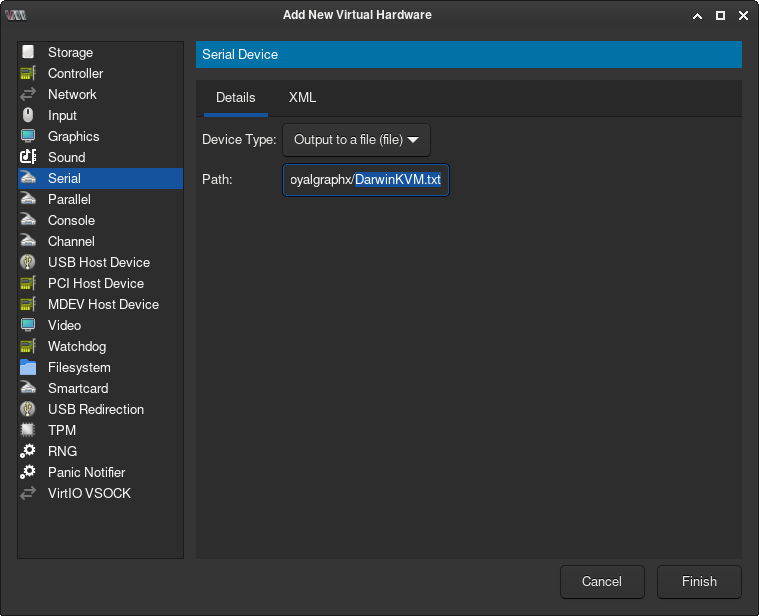 Add New Virtual Hardware
Storage
Controller
Network
Input
Graphics
Sound
Serial
Parallel
Console
Channel
USB Host Device
PCI Host Device
MDEV Host Device
Video
Watchdog
Filesystem
Smartcard
USB Redirection
TPM
RNG
Panic Notifier
VirtIO VSOCK
Serial Device
Details XML
Device Type: Output to a file (file)
Path: oyalgraphx/DarwinKVM.txt
Cancel Finish